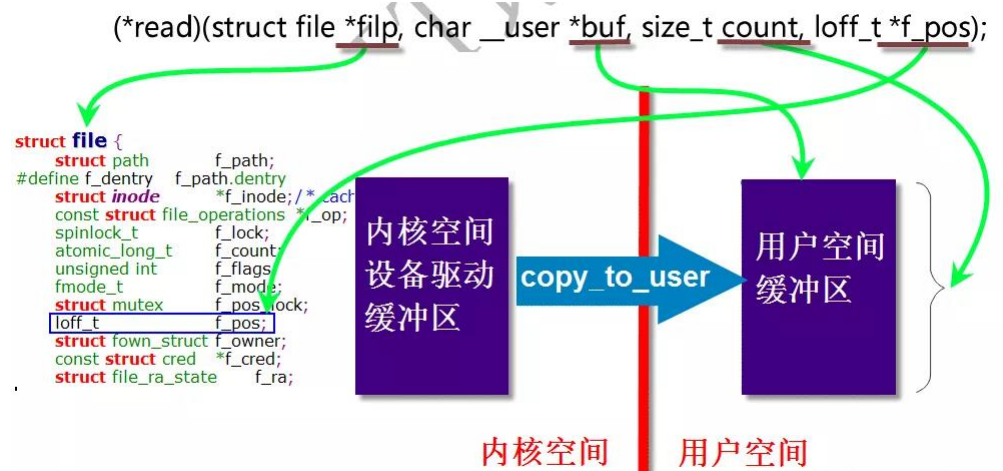 (*read)(struct file *filp, char __user *buf, size_t count, loff_t *f_pos);
struct file {
struct path f_path;
#define f_dentry f_path.dentry
struct inode *f_inode; /* cach
const struct file_operations *f_op;
spinlock_t f_lock;
atomic_long_t f_count;
unsigned int f_flags
fmode_t f_mode;
struct mutex f_pos_lock;
loff_t f_pos;
struct fown_struct f_owner;
const struct cred *f_cred;
struct file_ra_state f_ra;
内核空间
设备驱动
缓冲区
copy_to_user
用户空间
缓冲区
内核空间
用户空间